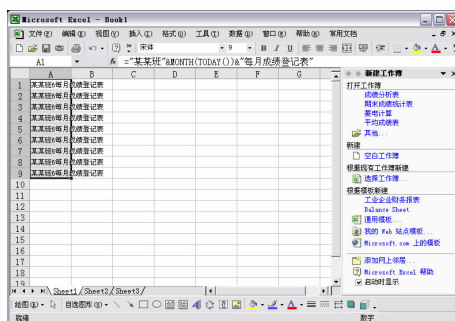 Microsoft Excel - Book1
文件(F) 编辑(E) 视图(V) 插入(I) 格式(O) 工具(T) 数据(D) 窗口(W) 帮助(H) 常用文档
宋体 9 B I U
A1 fx ="某某班"&MONTH(TODAY())&"每月成绩登记表"
A B C D E F G
1 某某班6每月成绩登记表
2 某某班6每月成绩登记表
3 某某班6每月成绩登记表
4 某某班6每月成绩登记表
5 某某班6每月成绩登记表
6 某某班6每月成绩登记表
7 某某班6每月成绩登记表
8 某某班6每月成绩登记表
9 某某班6每月成绩登记表
10
11
12
13
14
15
16
17
18
19
Sheet1 / Sheet2 / Sheet3 /
新建工作簿
打开工作簿
成绩分析表
期末成绩统计表
平均成绩表
其他...
新建
空白工作簿
根据现有工作簿新建
选择工作簿...
根据模板新建
工业企业财务报表
Balance Sheet
通用模板...
我的 Web 站点模板...
Microsoft.com 上的模板
添加网上邻居...
Microsoft Excel 帮助
启动时显示
绘图(R) 自选图形(U)
就绪 数字